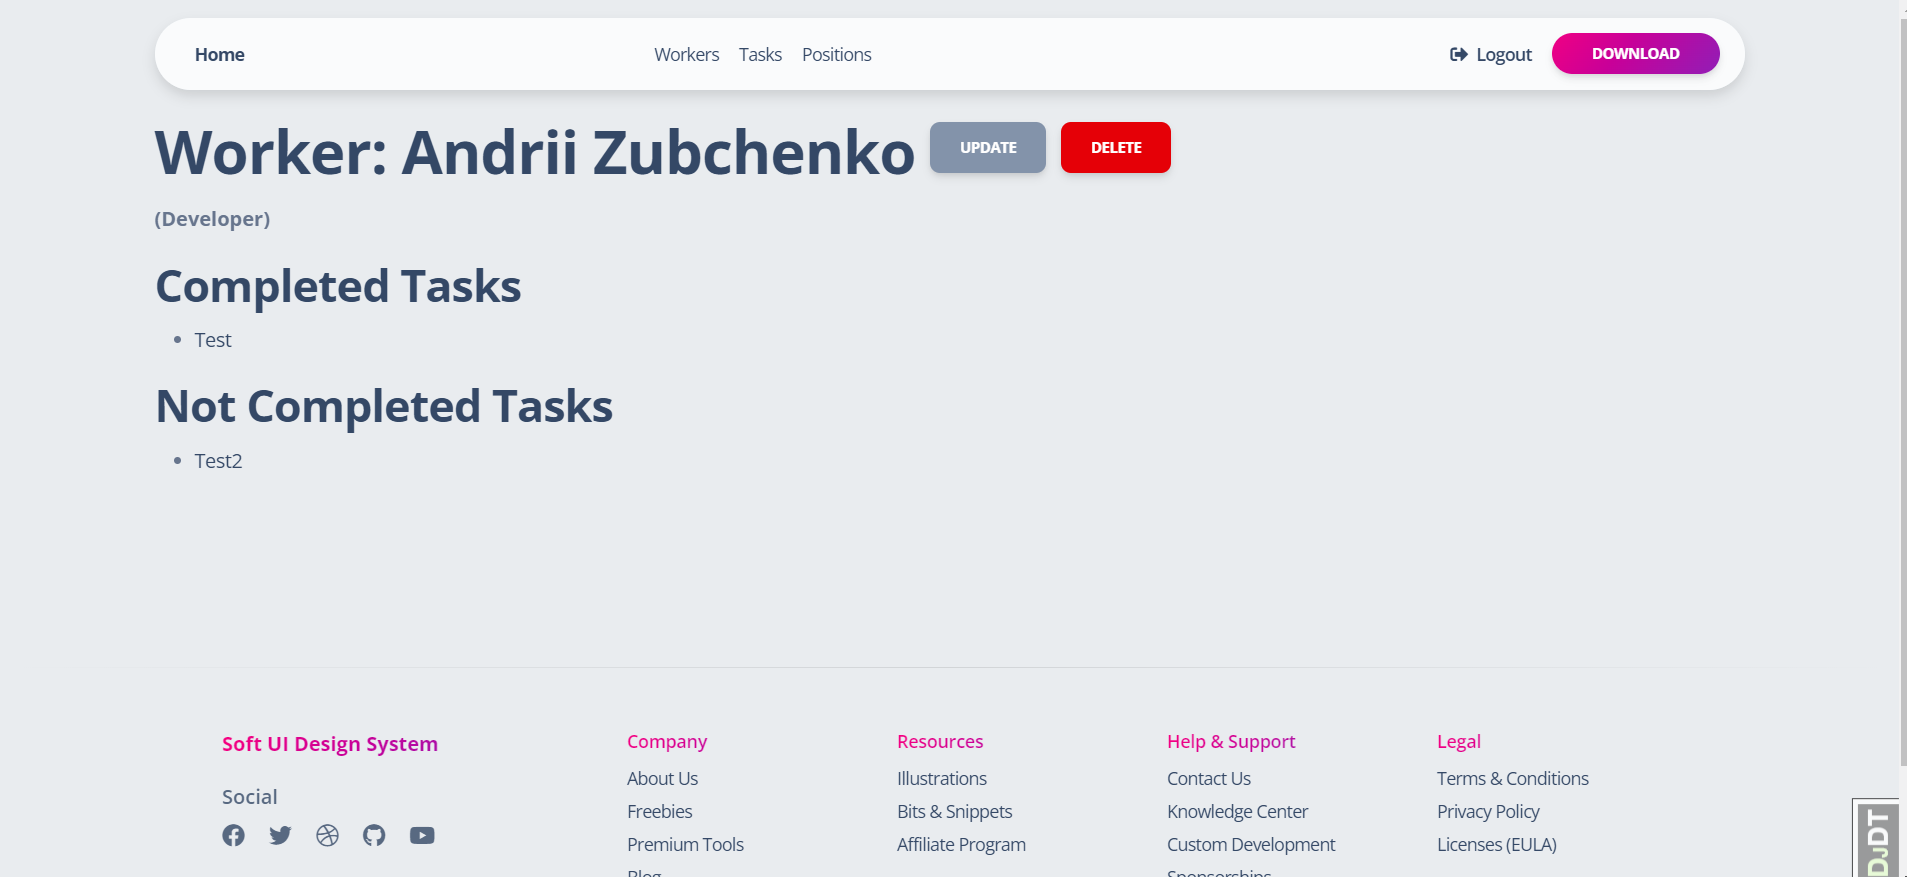 Home
Workers Tasks Positions
Logout
DOWNLOAD
Worker: Andrii Zubchenko
UPDATE
DELETE
(Developer)
Completed Tasks
• Test
Not Completed Tasks
• Test2
Soft UI Design System
Social
Company
About Us
Freebies
Premium Tools
Blog
Resources
Illustrations
Bits & Snippets
Affiliate Program
Help & Support
Contact Us
Knowledge Center
Custom Development
Sponsorships
Legal
Terms & Conditions
Privacy Policy
Licenses (EULA)
DJDT